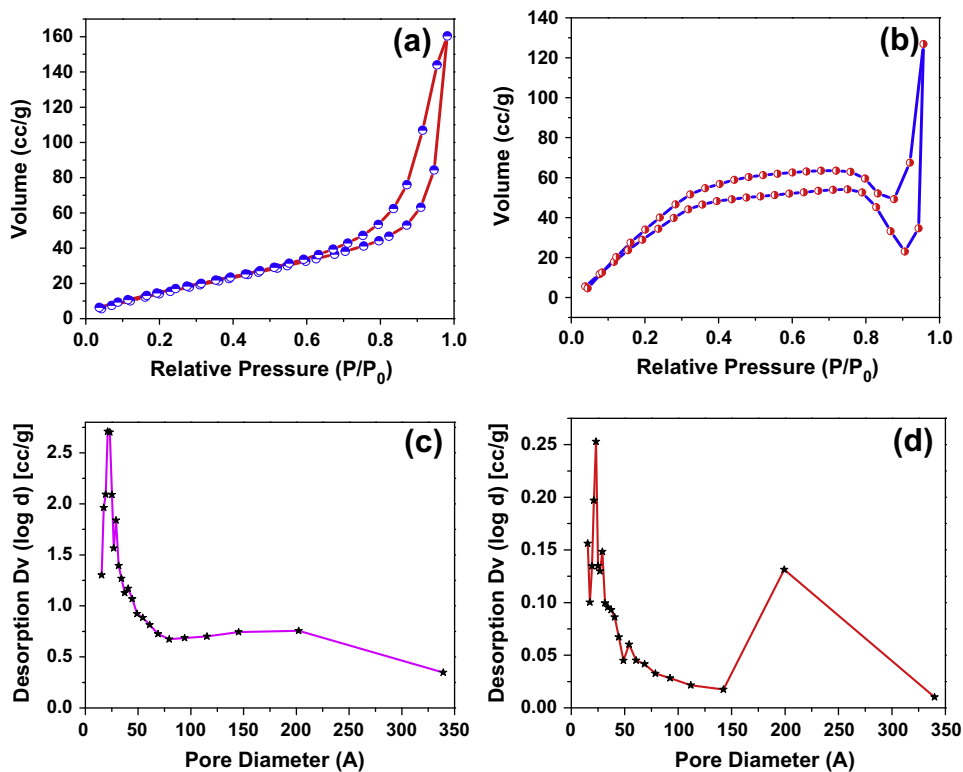 (a)
Volume (cc/g)
160
140
120
100
80
60
40
20
0
0.0 0.2 0.4 0.6 0.8 1.0
Relative Pressure (P/P0)
(b)
Volume (cc/g)
140
120
100
80
60
40
20
0
0.0 0.2 0.4 0.6 0.8 1.0
Relative Pressure (P/P0)
(c)
Desorption Dv (log d) [cc/g]
2.5
2.0
1.5
1.0
0.5
0.0
0 50 100 150 200 250 300 350
Pore Diameter (A)
(d)
Desorption Dv (log d) [cc/g]
0.25
0.20
0.15
0.10
0.05
0.00
0 50 100 150 200 250 300 350
Pore Diameter (A)